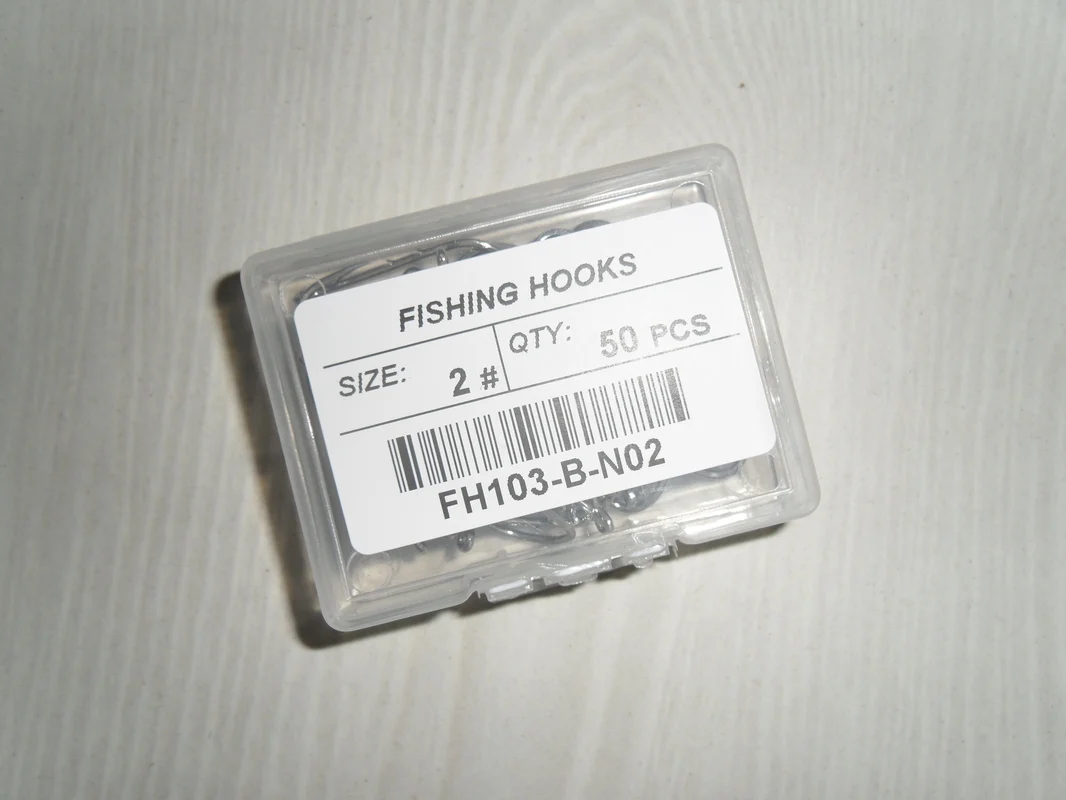 FISHING HOOKS
SIZE: 2 # QTY: 50 PCS
FH103-B-N02